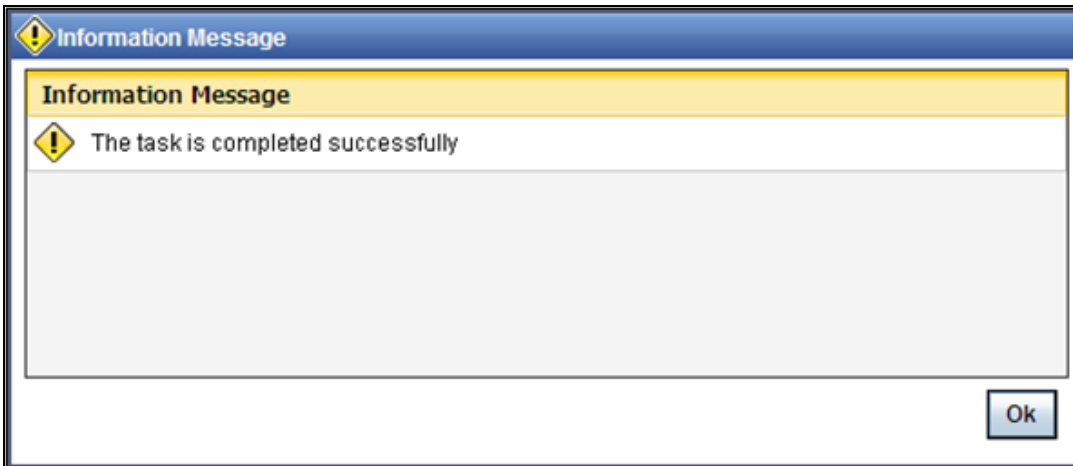 Information Message
Information Message
The task is completed successfully
Ok